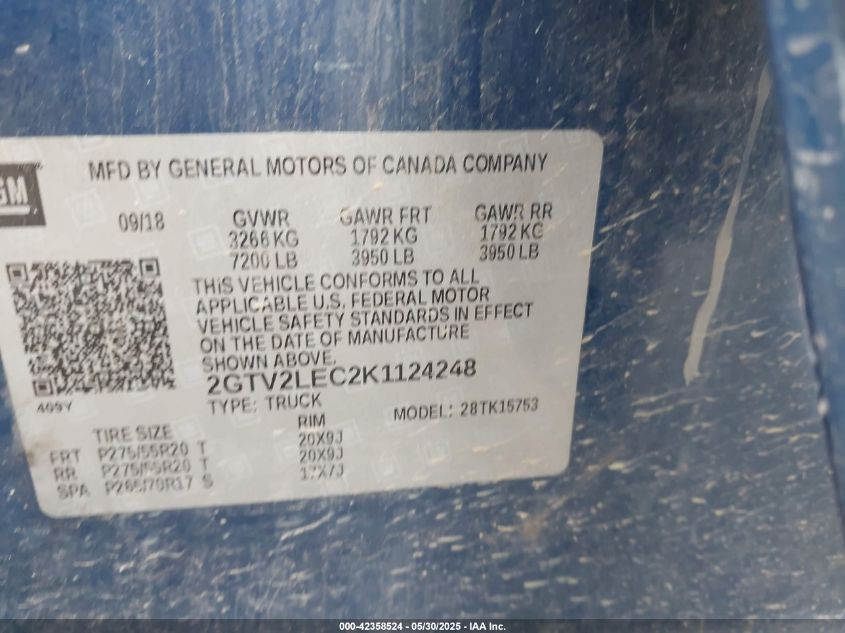 GM
MFD BY GENERAL MOTORS OF CANADA COMPANY
09/18 GVWR GAWR FRT GAWR RR
3266 KG 1792 KG 1792 KG
7200 LB 3950 LB 3950 LB
THIS VEHICLE CONFORMS TO ALL
APPLICABLE U.S. FEDERAL MOTOR
VEHICLE SAFETY STANDARDS IN EFFECT
ON THE DATE OF MANUFACTURE
SHOWN ABOVE.
2GTV2LEC2K1124248
409Y
TYPE: TRUCK MODEL: 28TK15753
TIRE SIZE RIM
FRT P275/55R20 T 20X9J
RR P275/55R20 T 20X9J
SPA P265/70R17 S 17X7J
000-42358524 — 05/30/2025 - IAA Inc.